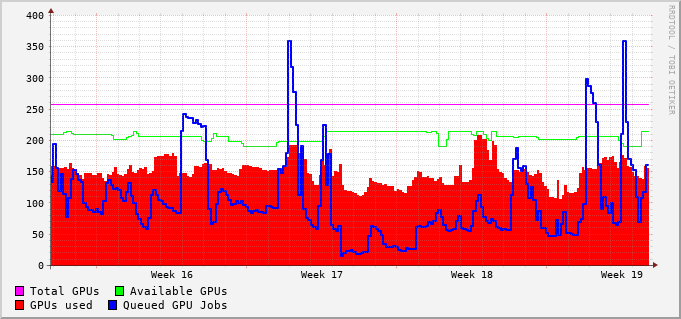 400
350
300
250
200
150
100
50
0
Week 16 Week 17 Week 18 Week 19
Total GPUs Available GPUs
GPUs used Queued GPU Jobs
RRDTOOL / TOBI OETIKER